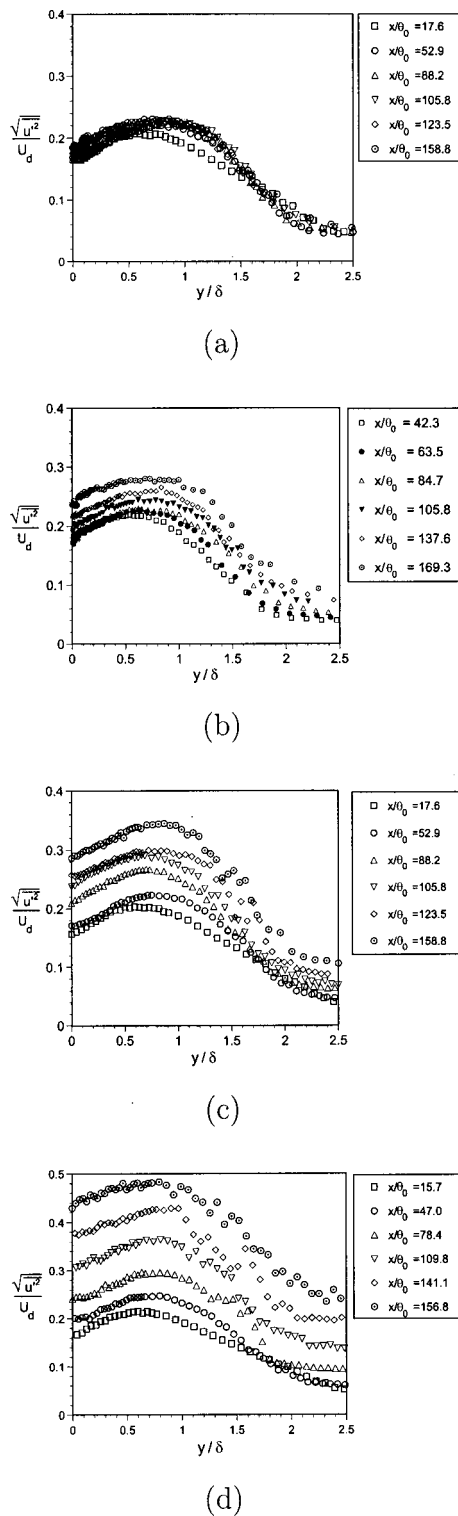 0.4
0.3
0.2
0.1
0
√u'²
U_d
0 0.5 1 1.5 2 2.5
y/δ
□ x/θ₀ =17.6
○ x/θ₀ =52.9
△ x/θ₀ =88.2
▽ x/θ₀ =105.8
◇ x/θ₀ =123.5
⊙ x/θ₀ =158.8
(a)
0.4
0.3
0.2
0.1
0
√u'²
U_d
0 0.5 1 1.5 2 2.5
y/δ
□ x/θ₀ = 42.3
● x/θ₀ = 63.5
△ x/θ₀ = 84.7
▼ x/θ₀ = 105.8
◇ x/θ₀ = 137.6
⊙ x/θ₀ = 169.3
(b)
0.4
0.3
0.2
0.1
0
√u'²
U_d
0 0.5 1 1.5 2 2.5
y/δ
□ x/θ₀ =17.6
○ x/θ₀ =52.9
△ x/θ₀ =88.2
▽ x/θ₀ =105.8
◇ x/θ₀ =123.5
⊙ x/θ₀ =158.8
(c)
0.5
0.4
0.3
0.2
0.1
0
√u'²
U_d
0 0.5 1 1.5 2 2.5
y/δ
□ x/θ₀ =15.7
○ x/θ₀ =47.0
△ x/θ₀ =78.4
▽ x/θ₀ =109.8
◇ x/θ₀ =141.1
⊙ x/θ₀ =156.8
(d)